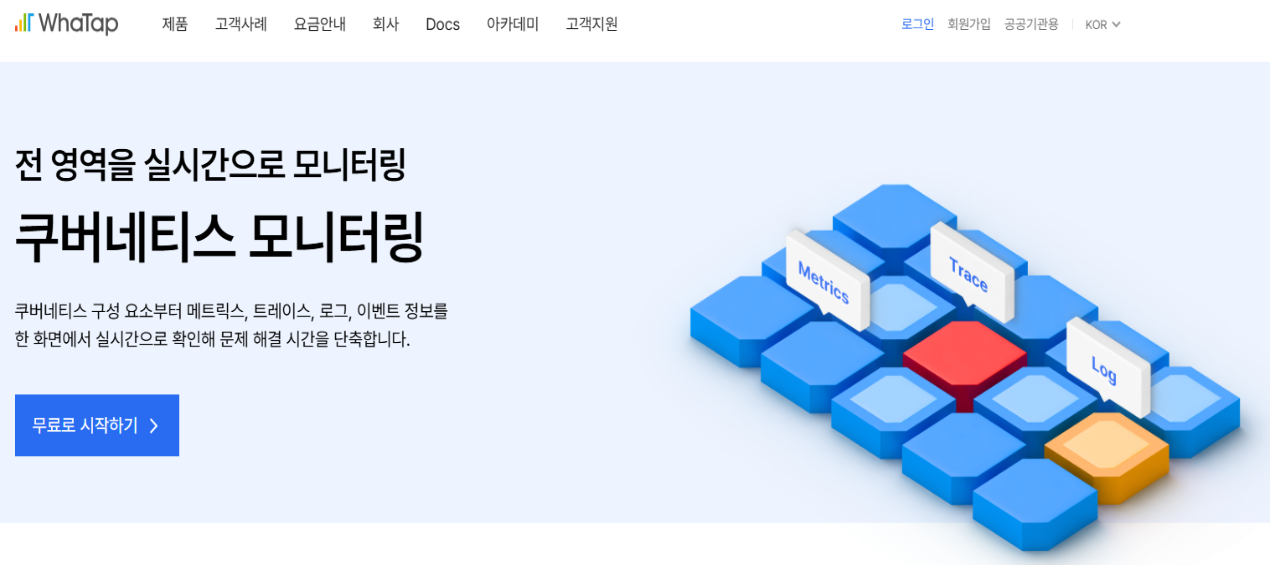 WhaTap 제품 고객사례 요금안내 회사 Docs 아카데미 고객지원 로그인 회원가입 공공기관용 KOR
전 영역을 실시간으로 모니터링
쿠버네티스 모니터링
쿠버네티스 구성 요소부터 메트릭스, 트레이스, 로그, 이벤트 정보를
한 화면에서 실시간으로 확인해 문제 해결 시간을 단축합니다.
무료로 시작하기
Metrics
Trace
Log